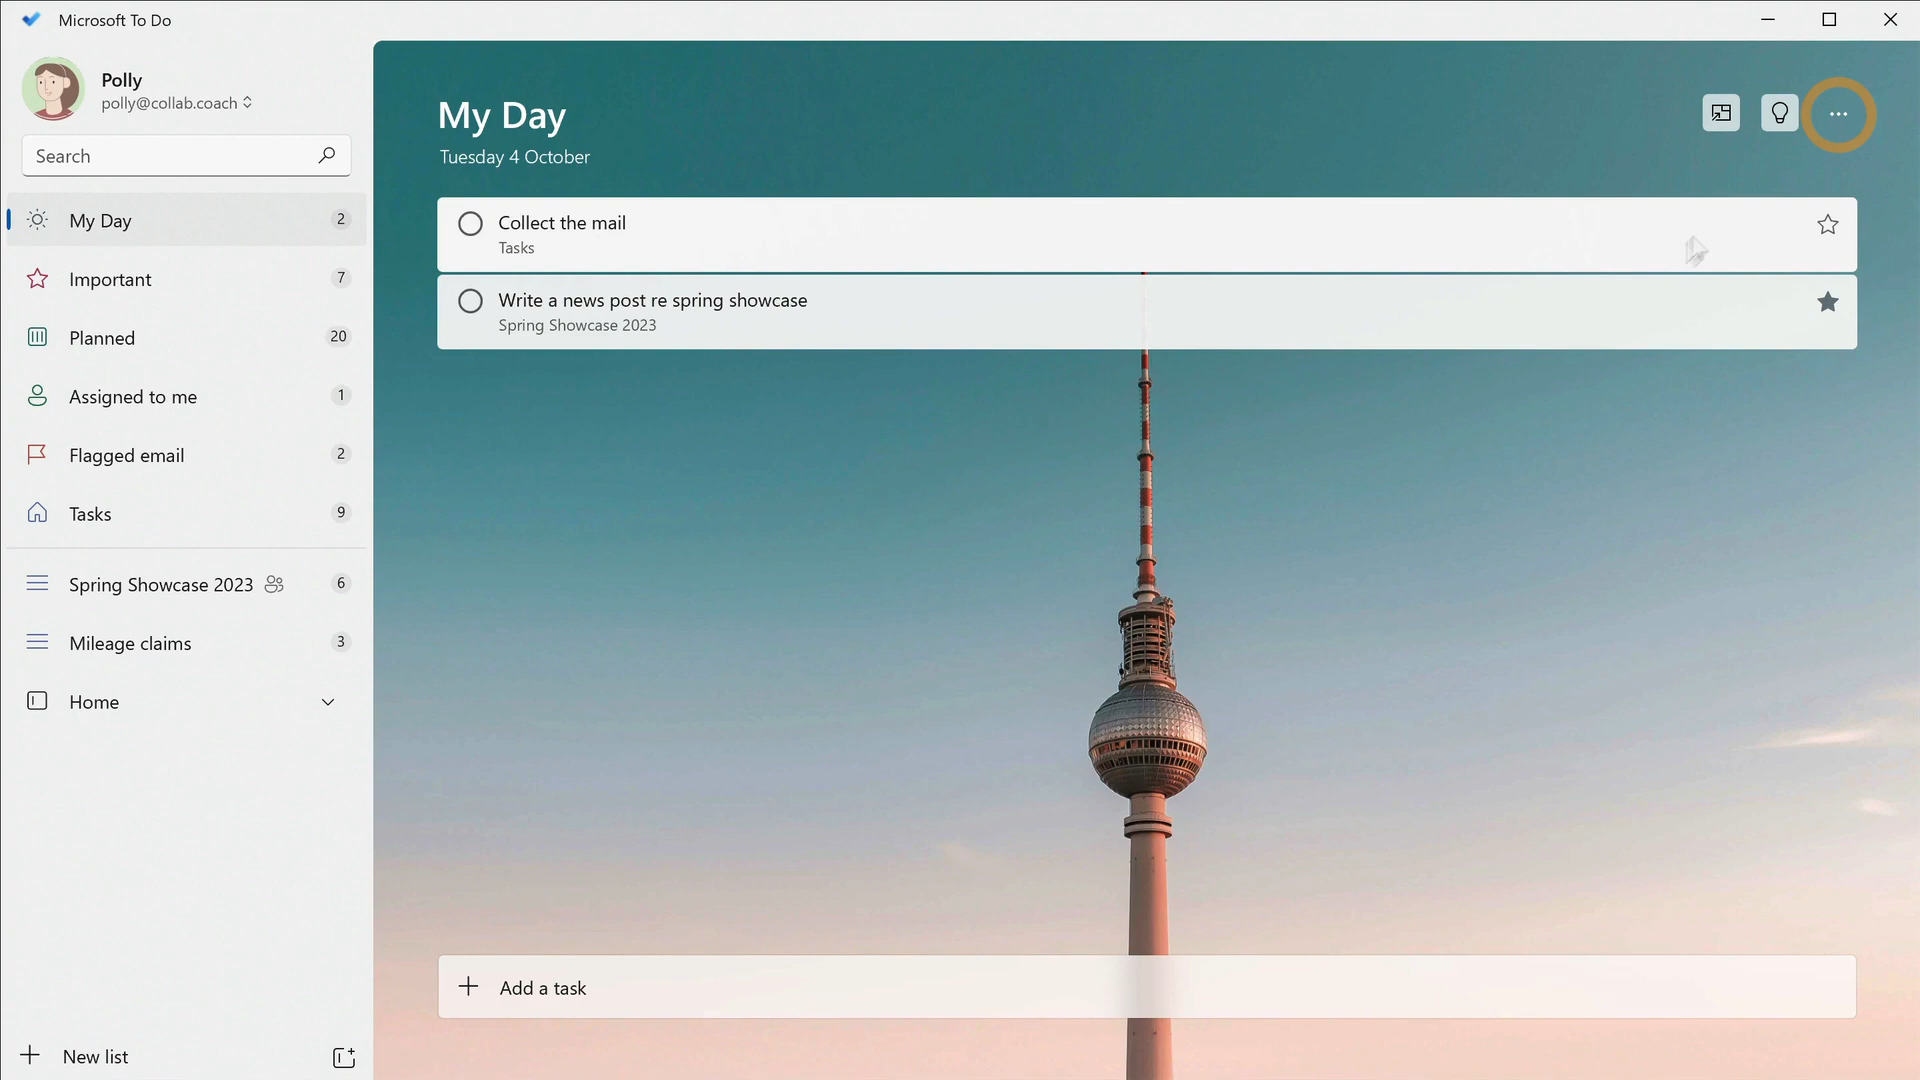 Microsoft To Do
Polly
polly@collab.coach
Search
My Day 2
Important 7
Planned 20
Assigned to me 1
Flagged email 2
Tasks 9
Spring Showcase 2023 6
Mileage claims 3
Home
New list
My Day
Tuesday 4 October
Collect the mail
Tasks
Write a news post re spring showcase
Spring Showcase 2023
Add a task